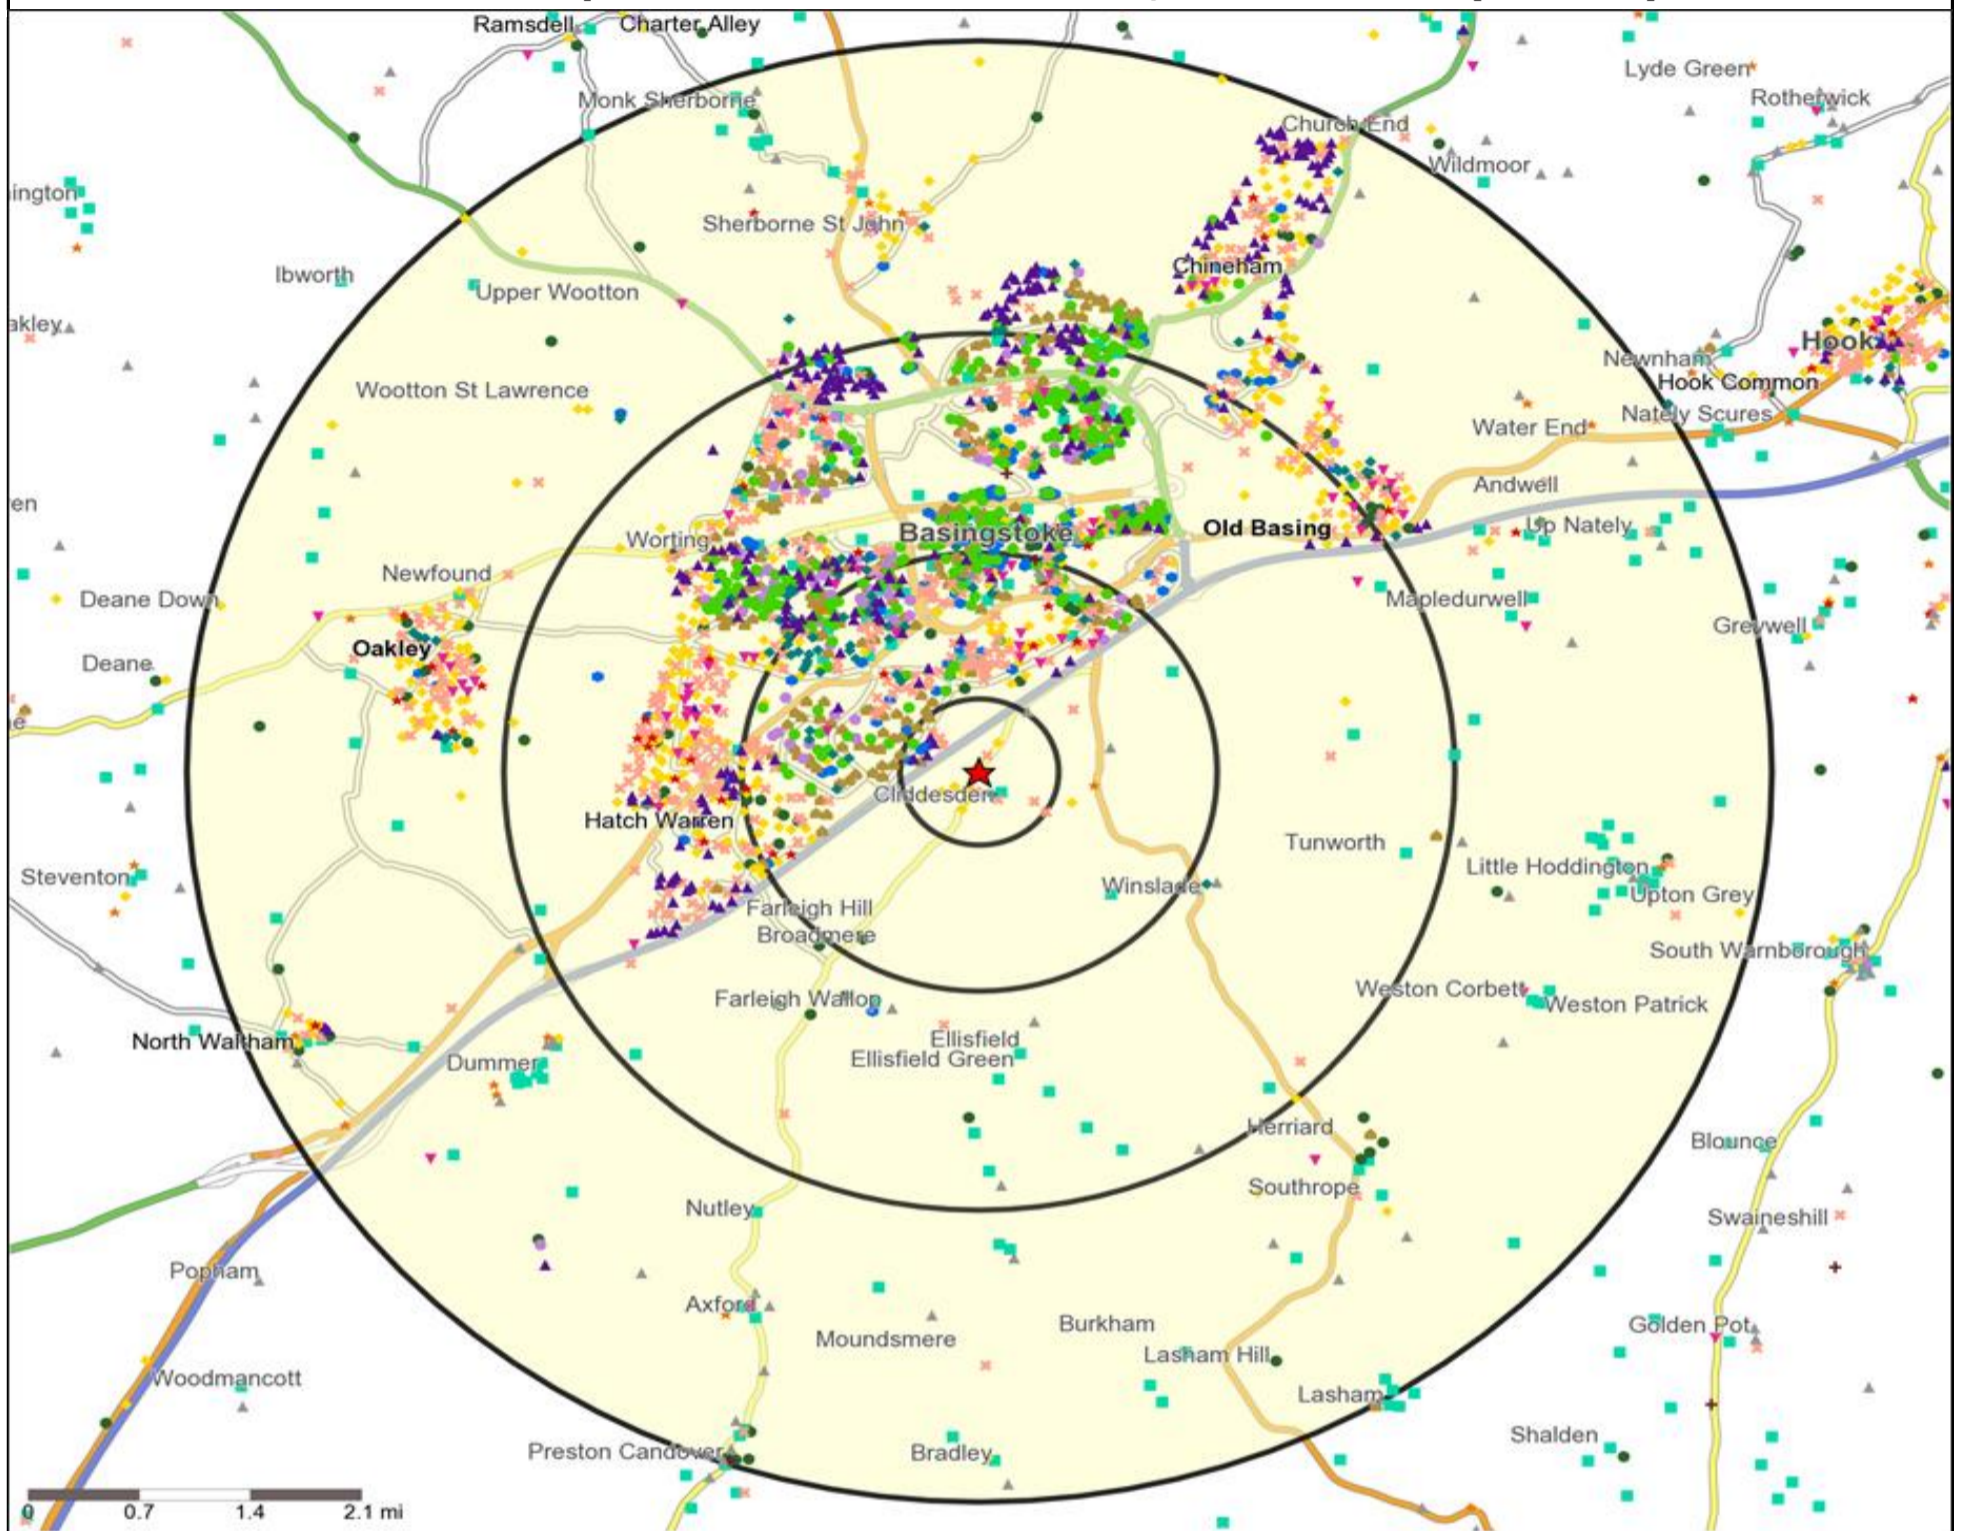 Ramsdell
Charter Alley
Lyde Green
Monk Sherborne
Rotherwick
Church End
Wildmoor
ington
Sherborne St John
Chineham
Ibworth
Upper Wootton
akley
Hook
Newnham
Wootton St Lawrence
Hook Common
Nately Scures
Water End
Andwell
en
Worting
Basingstoke
Old Basing
Up Nately
Newfound
Deane Down
Mapledurwell
Greywell
Oakley
Deane
e
Cliddesden
Hatch Warren
Tunworth
Little Hoddington
Steventon
Winslade
Upton Grey
Farleigh Hill
Broadmere
South Warnborough
Weston Corbett
Farleigh Wallop
Weston Patrick
North Waltham
Ellisfield
Ellisfield Green
Dummer
Herriard
Blounce
Southrope
Nutley
Swaineshill
Popham
Axford
Burkham
Golden Pot
Moundsmere
Lasham Hill
Woodmancott
Lasham
Shalden
Preston Candover
Bradley
0 0.7 1.4 2.1 mi